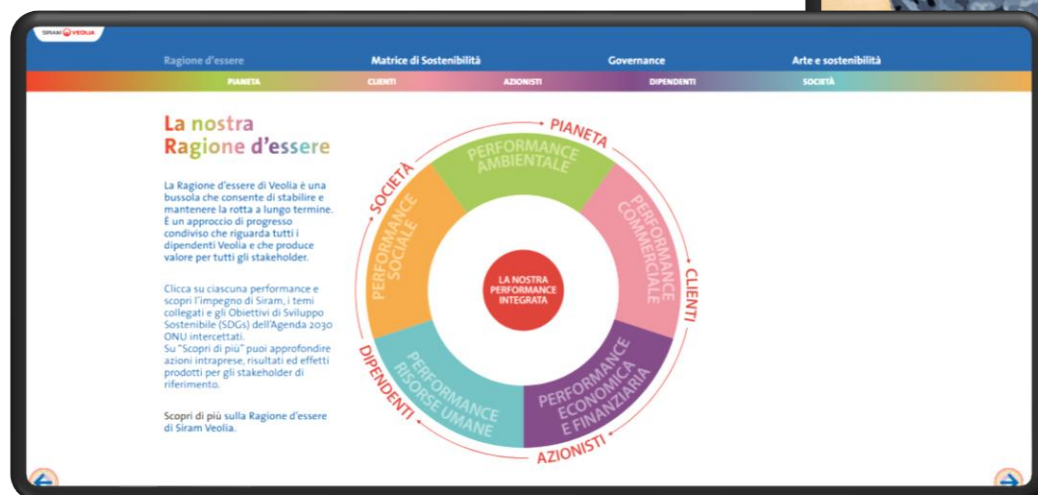 SIRAM VEOLIA
Ragione d'essere
Matrice di Sostenibilità
Governance
Arte e sostenibilità
PIANETA
CLIENTI
AZIONISTI
DIPENDENTI
SOCIETÀ
La nostra
Ragione d'essere
La Ragione d'essere di Veolia è una
bussola che consente di stabilire e
mantenere la rotta a lungo termine.
È un approccio di progresso
condiviso che riguarda tutti i
dipendenti Veolia e che produce
valore per tutti gli stakeholder.
Clicca su ciascuna performance e
scopri l'impegno di Siram, i temi
collegati e gli Obiettivi di Sviluppo
Sostenibile (SDGs) dell'Agenda 2030
ONU intercettati.
Su "Scopri di più" puoi approfondire
azioni intraprese, risultati ed effetti
prodotti per gli stakeholder di
riferimento.
Scopri di più sulla Ragione d'essere
di Siram Veolia.
PIANETA
PERFORMANCE
AMBIENTALE
SOCIETÀ
PERFORMANCE
SOCIALE
PERFORMANCE
COMMERCIALE
CLIENTI
LA NOSTRA
PERFORMANCE
INTEGRATA
DIPENDENTI
PERFORMANCE
RISORSE UMANE
PERFORMANCE
ECONOMICA
E FINANZIARIA
AZIONISTI